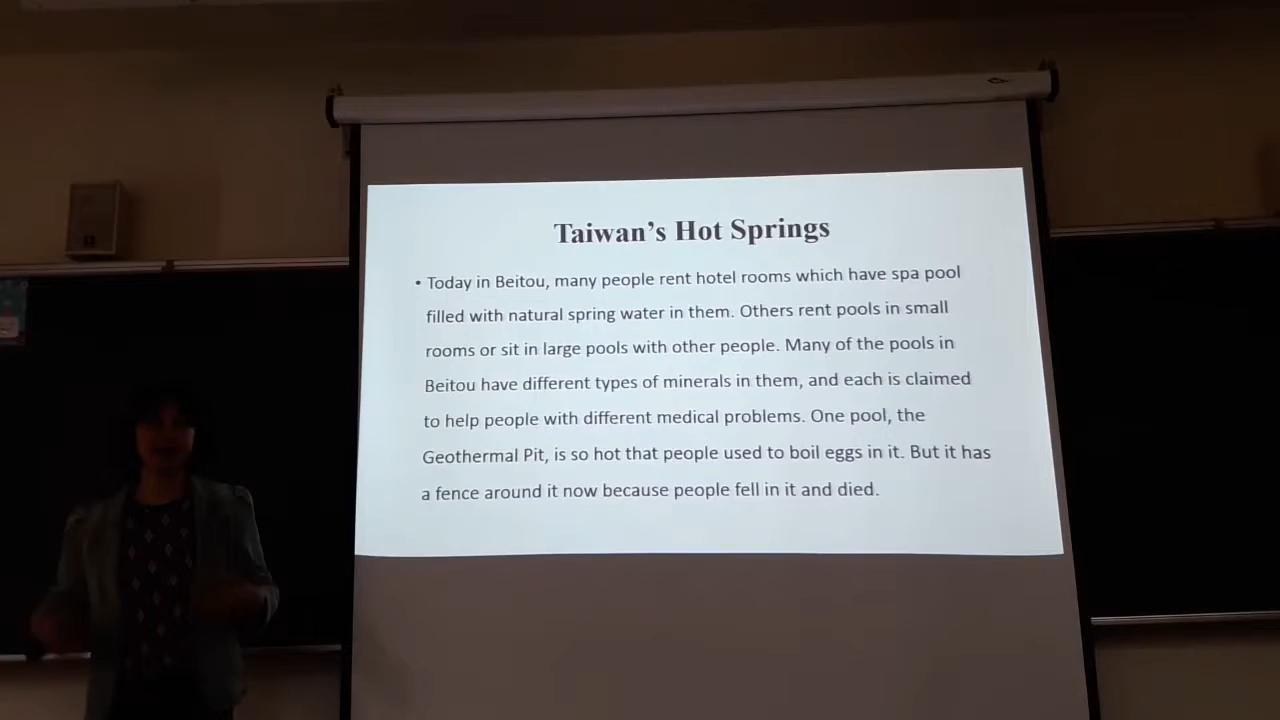 Taiwan's Hot Springs
• Today in Beitou, many people rent hotel rooms which have spa pool
filled with natural spring water in them. Others rent pools in small
rooms or sit in large pools with other people. Many of the pools in
Beitou have different types of minerals in them, and each is claimed
to help people with different medical problems. One pool, the
Geothermal Pit, is so hot that people used to boil eggs in it. But it has
a fence around it now because people fell in it and died.